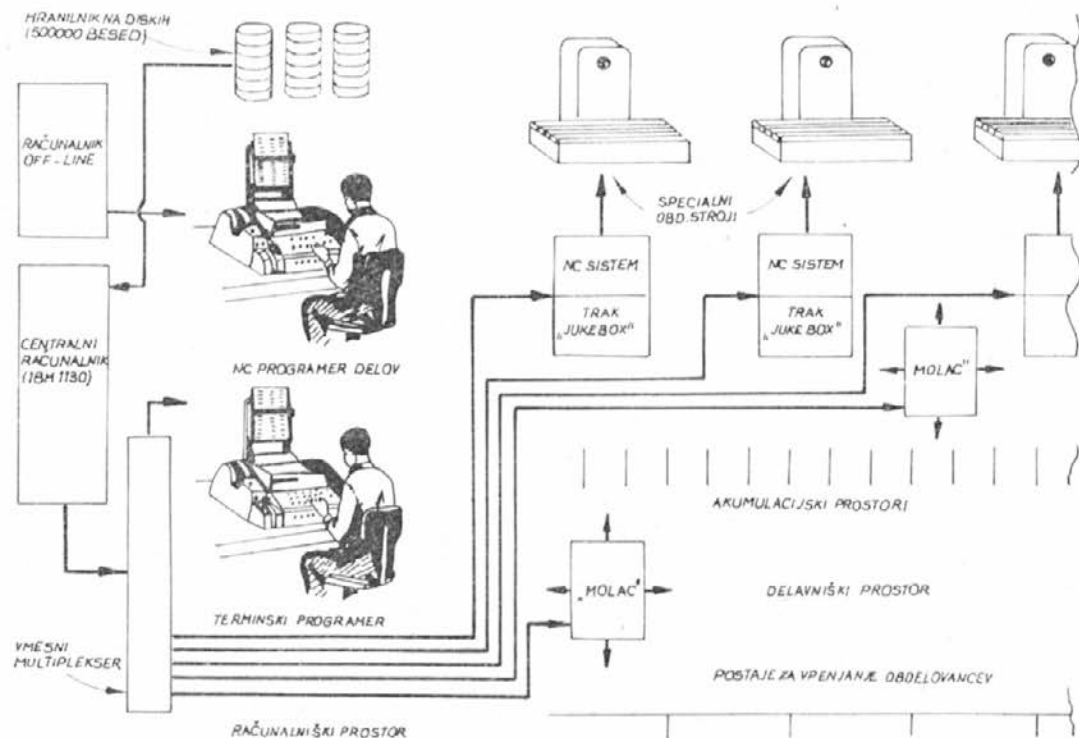 HRANILNIK NA DISKIH
(500000 BESED)
RAČUNALNIK
OFF-LINE
CENTRALNI
RAČUNALNIK
(IBM 1130)
NC PROGRAMER DELOV
TERMINSKI PROGRAMER
VMESNI
MULTIPLEKSER
RAČUNALNIŠKI PROSTOR
SPECIALNI
OBD. STROJI
NC SISTEM
TRAK
„JUKEBOX"
NC SISTEM
TRAK
„JUKEBOX"
MOLAC"
AKUMULACIJSKI PROSTORI
„MOLAC"
DELAVNIŠKI PROSTOR
POSTAJE ZA VPENJANJE OBDELOVANCEV